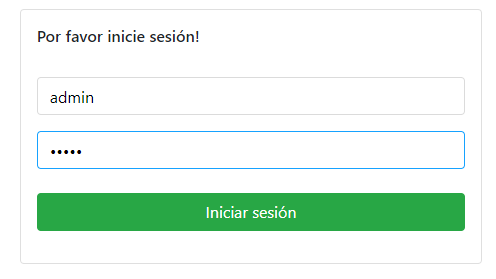 Por favor inicie sesión!
admin
•••••
Iniciar sesión